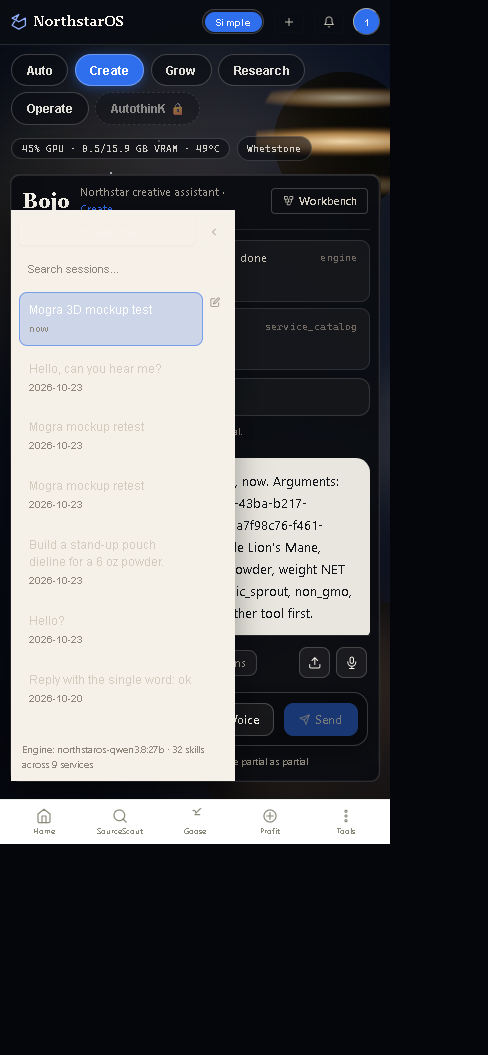 NorthstarOS
Simple
1
Auto
Create
Grow
Research
Operate
AutothinK
45% GPU · 8.5/15.9 GB VRAM · 49°C
Whetstone
Bojo
Northstar creative assistant ·
Create
Workbench
Search sessions...
Mogra 3D mockup test
now
Hello, can you hear me?
2026-10-23
Mogra mockup retest
2026-10-23
Mogra mockup retest
2026-10-23
Build a stand-up pouch
dieline for a 6 oz powder.
2026-10-23
Hello?
2026-10-23
Reply with the single word: ok
2026-10-20
Engine: northstaros-qwen3.8:27b · 32 skills
across 9 services
done
engine
service_catalog
al.
, now. Arguments:
-43ba-b217-
a7f98c76-f461-
le Lion's Mane,
owder, weight NET
ic_sprout, non_gmo,
ther tool first.
ns
Voice
Send
e partial as partial
Home
SourceScout
Goose
Profit
Tools